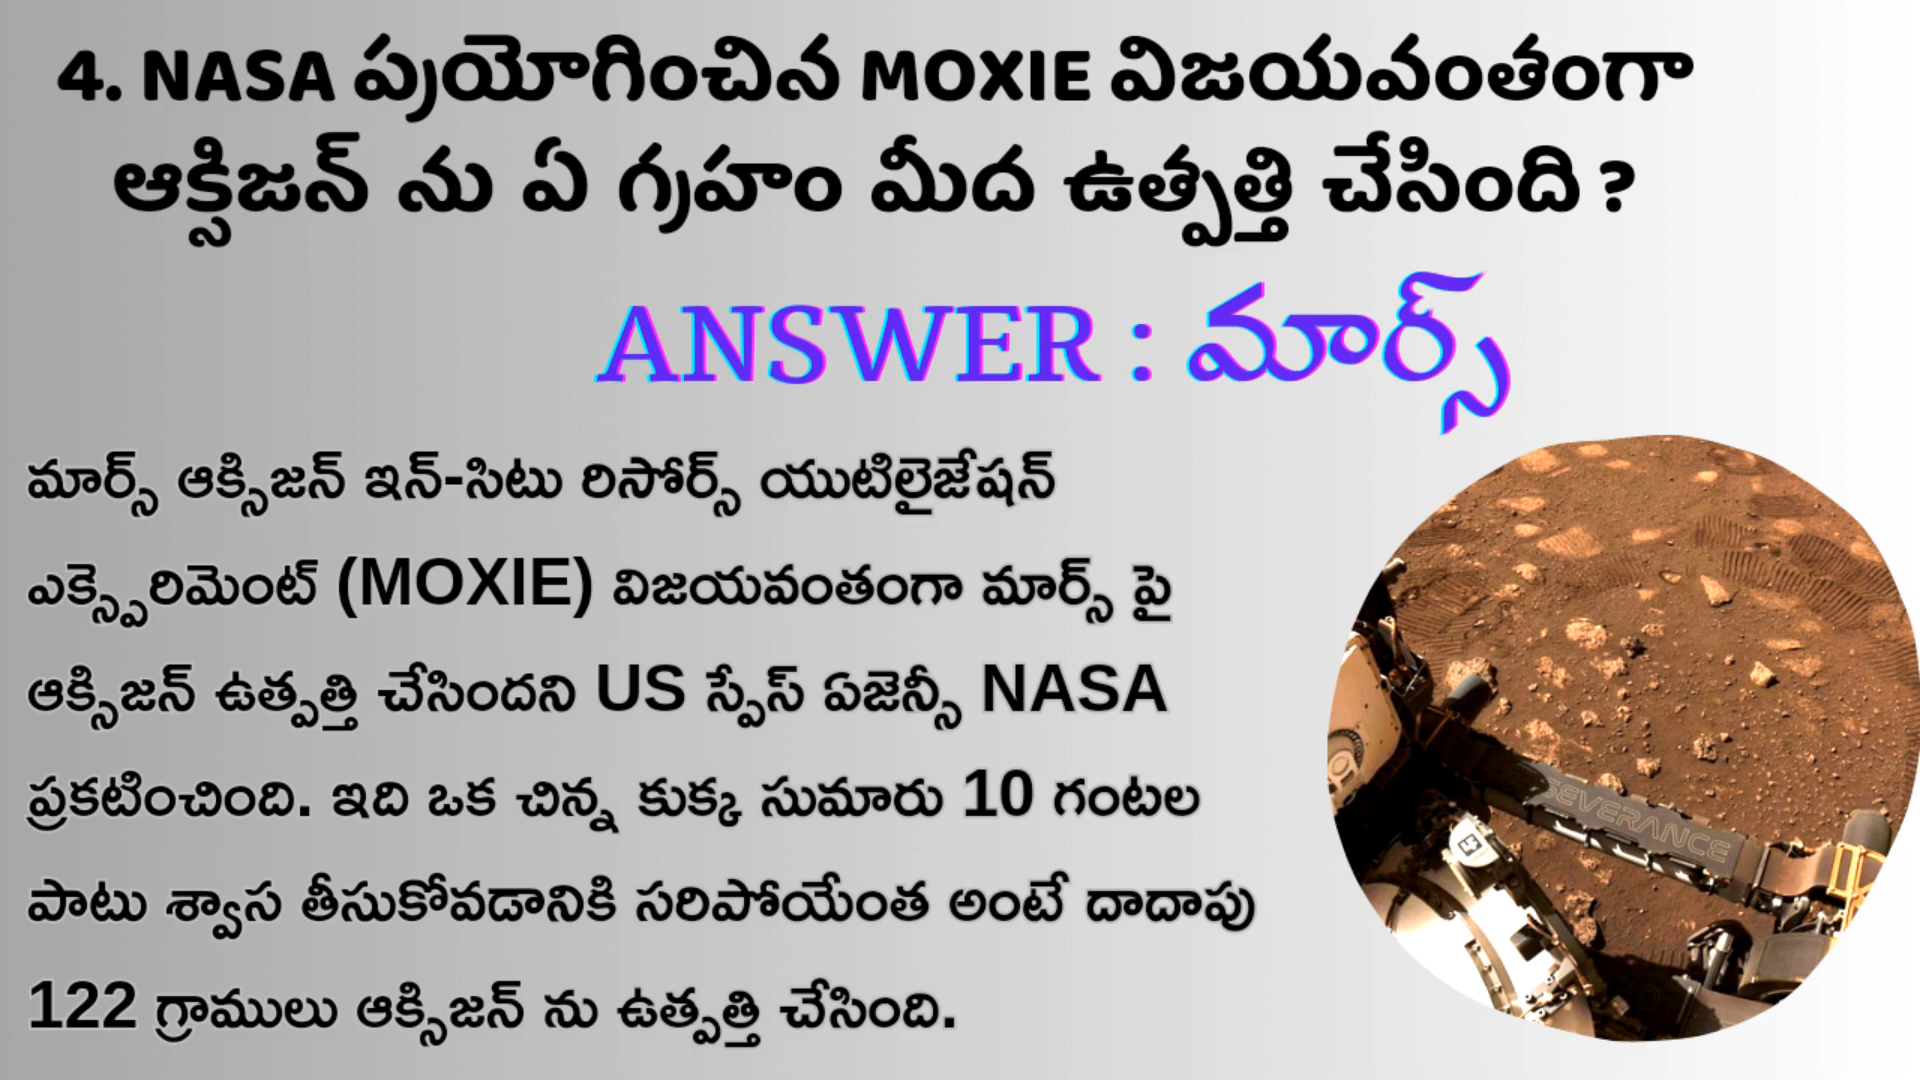 4. NASA ప్రయోగించిన MOXIE విజయవంతంగా
ఆక్సిజన్ ను ఏ గ్రహం మీద ఉత్పత్తి చేసింది ?
ANSWER : మార్స్
మార్స్ ఆక్సిజన్ ఇన్-సిటు రిసోర్స్ యుటిలైజేషన్
ఎక్స్పెరిమెంట్ (MOXIE) విజయవంతంగా మార్స్ పై
ఆక్సిజన్ ఉత్పత్తి చేసిందని US స్పేస్ ఏజెన్సీ NASA
ప్రకటించింది. ఇది ఒక చిన్న కుక్క సుమారు 10 గంటల
పాటు శ్వాస తీసుకోవడానికి సరిపోయేంత అంటే దాదాపు
122 గ్రాములు ఆక్సిజన్ ను ఉత్పత్తి చేసింది.
SEVERANCE